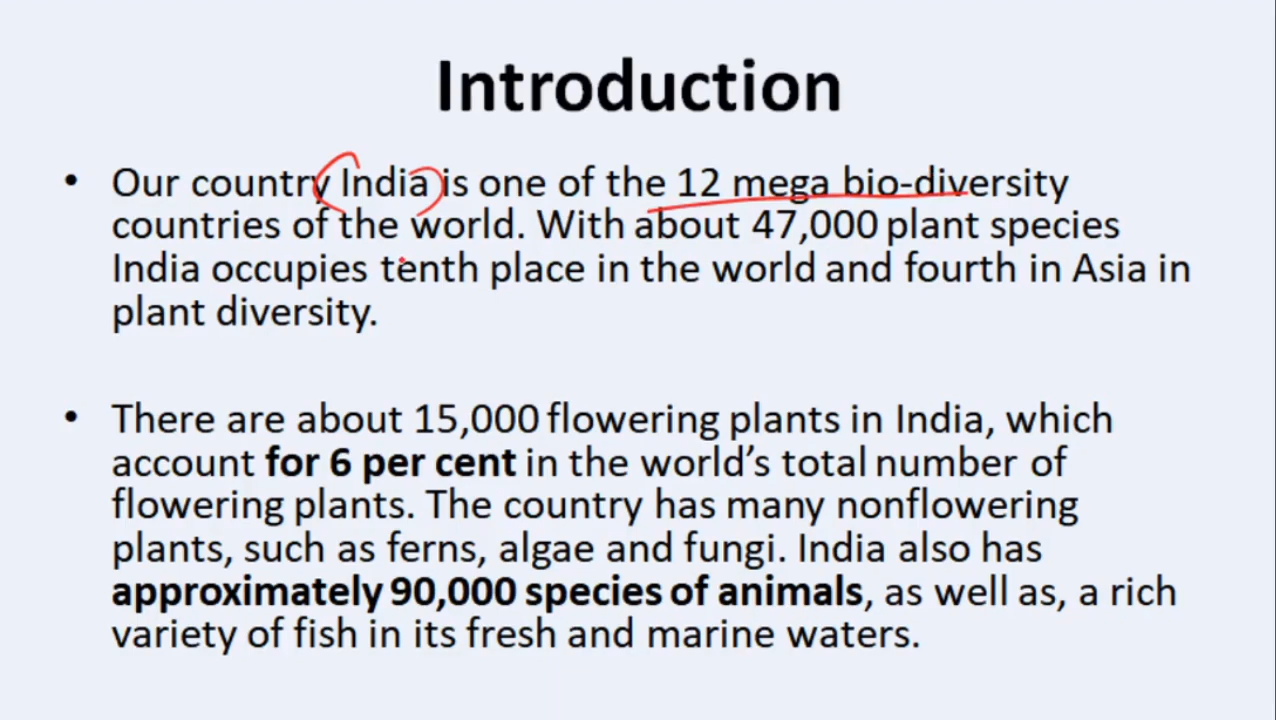 Introduction
• Our country India is one of the 12 mega bio-diversity
countries of the world. With about 47,000 plant species
India occupies tenth place in the world and fourth in Asia in
plant diversity.
• There are about 15,000 flowering plants in India, which
account for 6 per cent in the world’s total number of
flowering plants. The country has many nonflowering
plants, such as ferns, algae and fungi. India also has
approximately 90,000 species of animals, as well as, a rich
variety of fish in its fresh and marine waters.